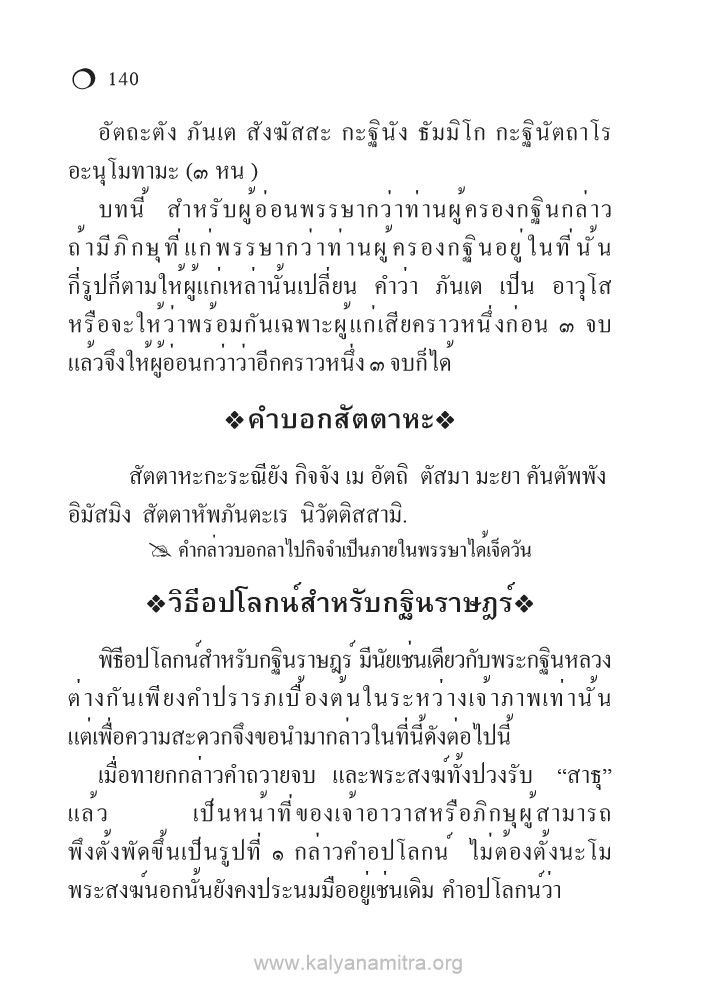 140
อัตถะตัง ภันเต สังฆัสสะ กะฐินัง ธัมมิโก กะฐินัตถาโร
อะนุโมทามะ (๓ หน )
บทนี้ สำหรับผู้อ่อนพรรษากว่าท่านผู้ครองกฐินกล่าว
ถ้ามีภิกษุที่แก่พรรษากว่าท่านผู้ครองกฐินอยู่ในที่นั้น
กี่รูปก็ตามให้ผู้แก่เหล่านั้นเปลี่ยน คำว่า ภันเต เป็น อาวุโส
หรือจะให้ว่าพร้อมกันเฉพาะผู้แก่เสียคราวหนึ่งก่อน ๓ จบ
แล้วจึงให้ผู้อ่อนกว่าว่าอีกคราวหนึ่ง ๓ จบก็ได้
❖คำบอกสัตตาหะ❖
สัตตาหะกะระณียัง กิจจัง เม อัตถิ ตัสมา มะยา คันตัพพัง
อิมัสมิง สัตตาหัพภันตะเร นิวัตติสสามิ.
คำกล่าวบอกลาไปกิจจำเป็นภายในพรรษาได้เจ็ดวัน
❖วิธีอปโลกน์สำหรับกฐินราษฎร์❖
พิธีอปโลกน์สำหรับกฐินราษฎร์ มีนัยเช่นเดียวกับพระกฐินหลวง
ต่างกันเพียงคำปรารภเบื้องต้นในระหว่างเจ้าภาพเท่านั้น
แต่เพื่อความสะดวกจึงขอนำมากล่าวในที่นี้ดังต่อไปนี้
เมื่อทายกกล่าวคำถวายจบ และพระสงฆ์ทั้งปวงรับ “สาธุ”
แล้ว เป็นหน้าที่ของเจ้าอาวาสหรือภิกษุผู้สามารถ
พึงตั้งพัดขึ้นเป็นรูปที่ ๑ กล่าวคำอปโลกน์ ไม่ต้องตั้งนะโม
พระสงฆ์นอกนั้นยังคงประนมมืออยู่เช่นเดิม คำอปโลกน์ว่า
www.kalyanamitra.org